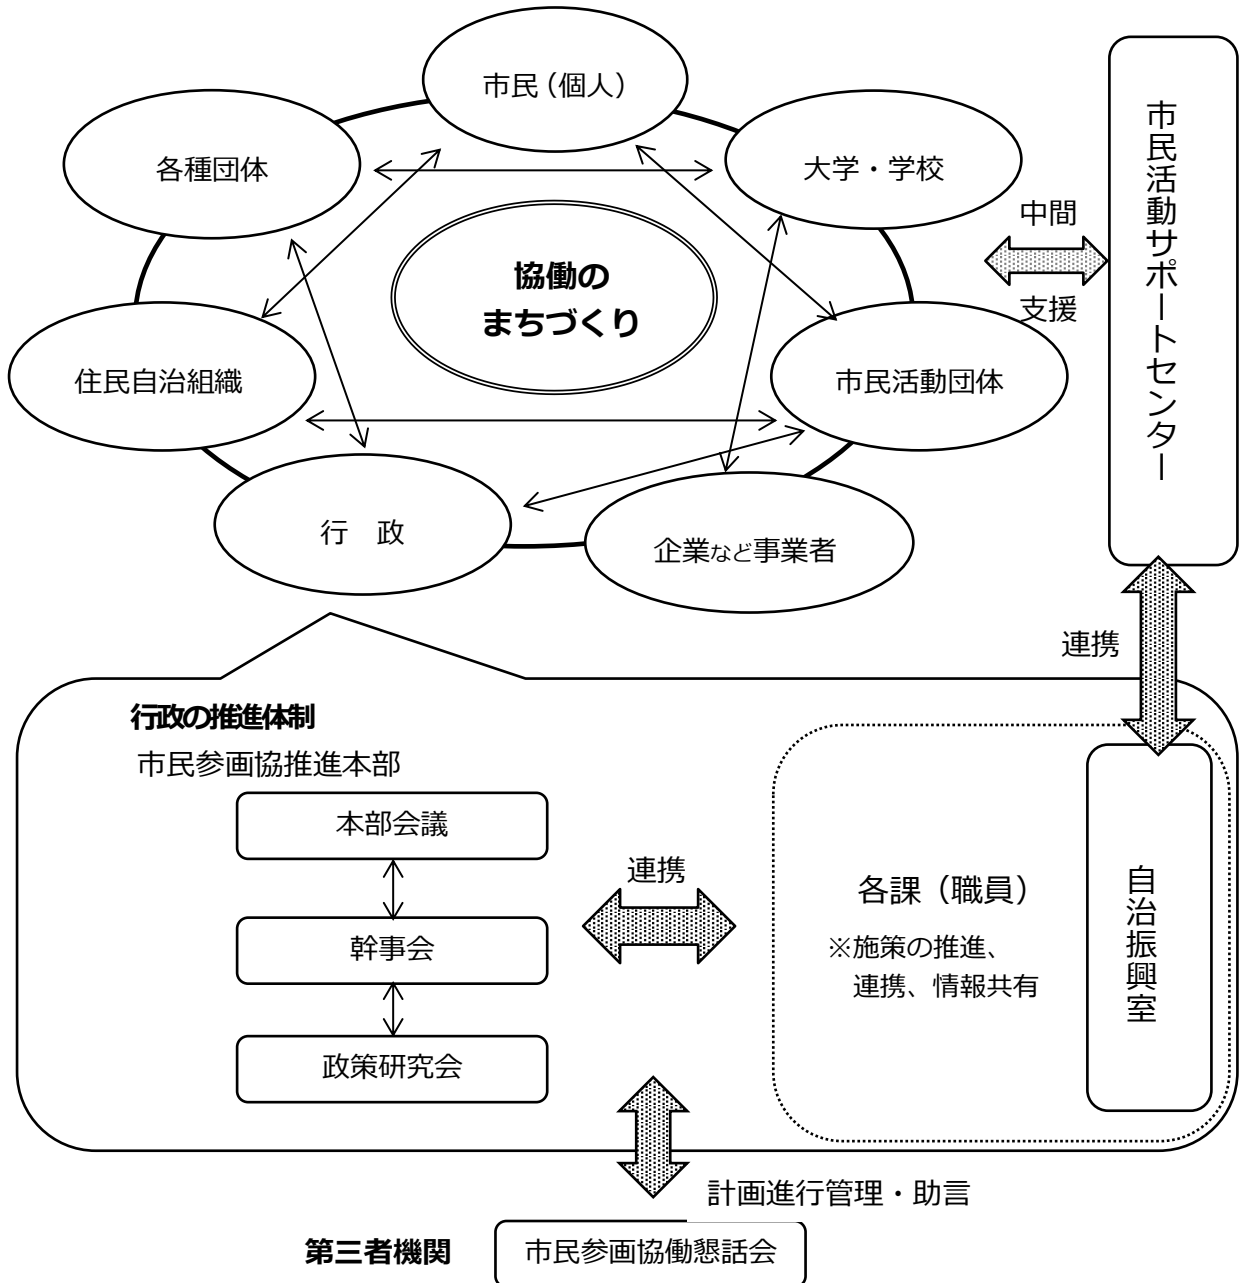 市民（個人）
各種団体
大学・学校
協働の
まちづくり
中間
支援
市民活動サポートセンター
住民自治組織
市民活動団体
行　政
企業など事業者
連携
行政の推進体制
市民参画協推進本部
本部会議
幹事会
政策研究会
連携
各課（職員）
※施策の推進、
連携、情報共有
自治振興室
計画進行管理・助言
第三者機関
市民参画協働懇話会